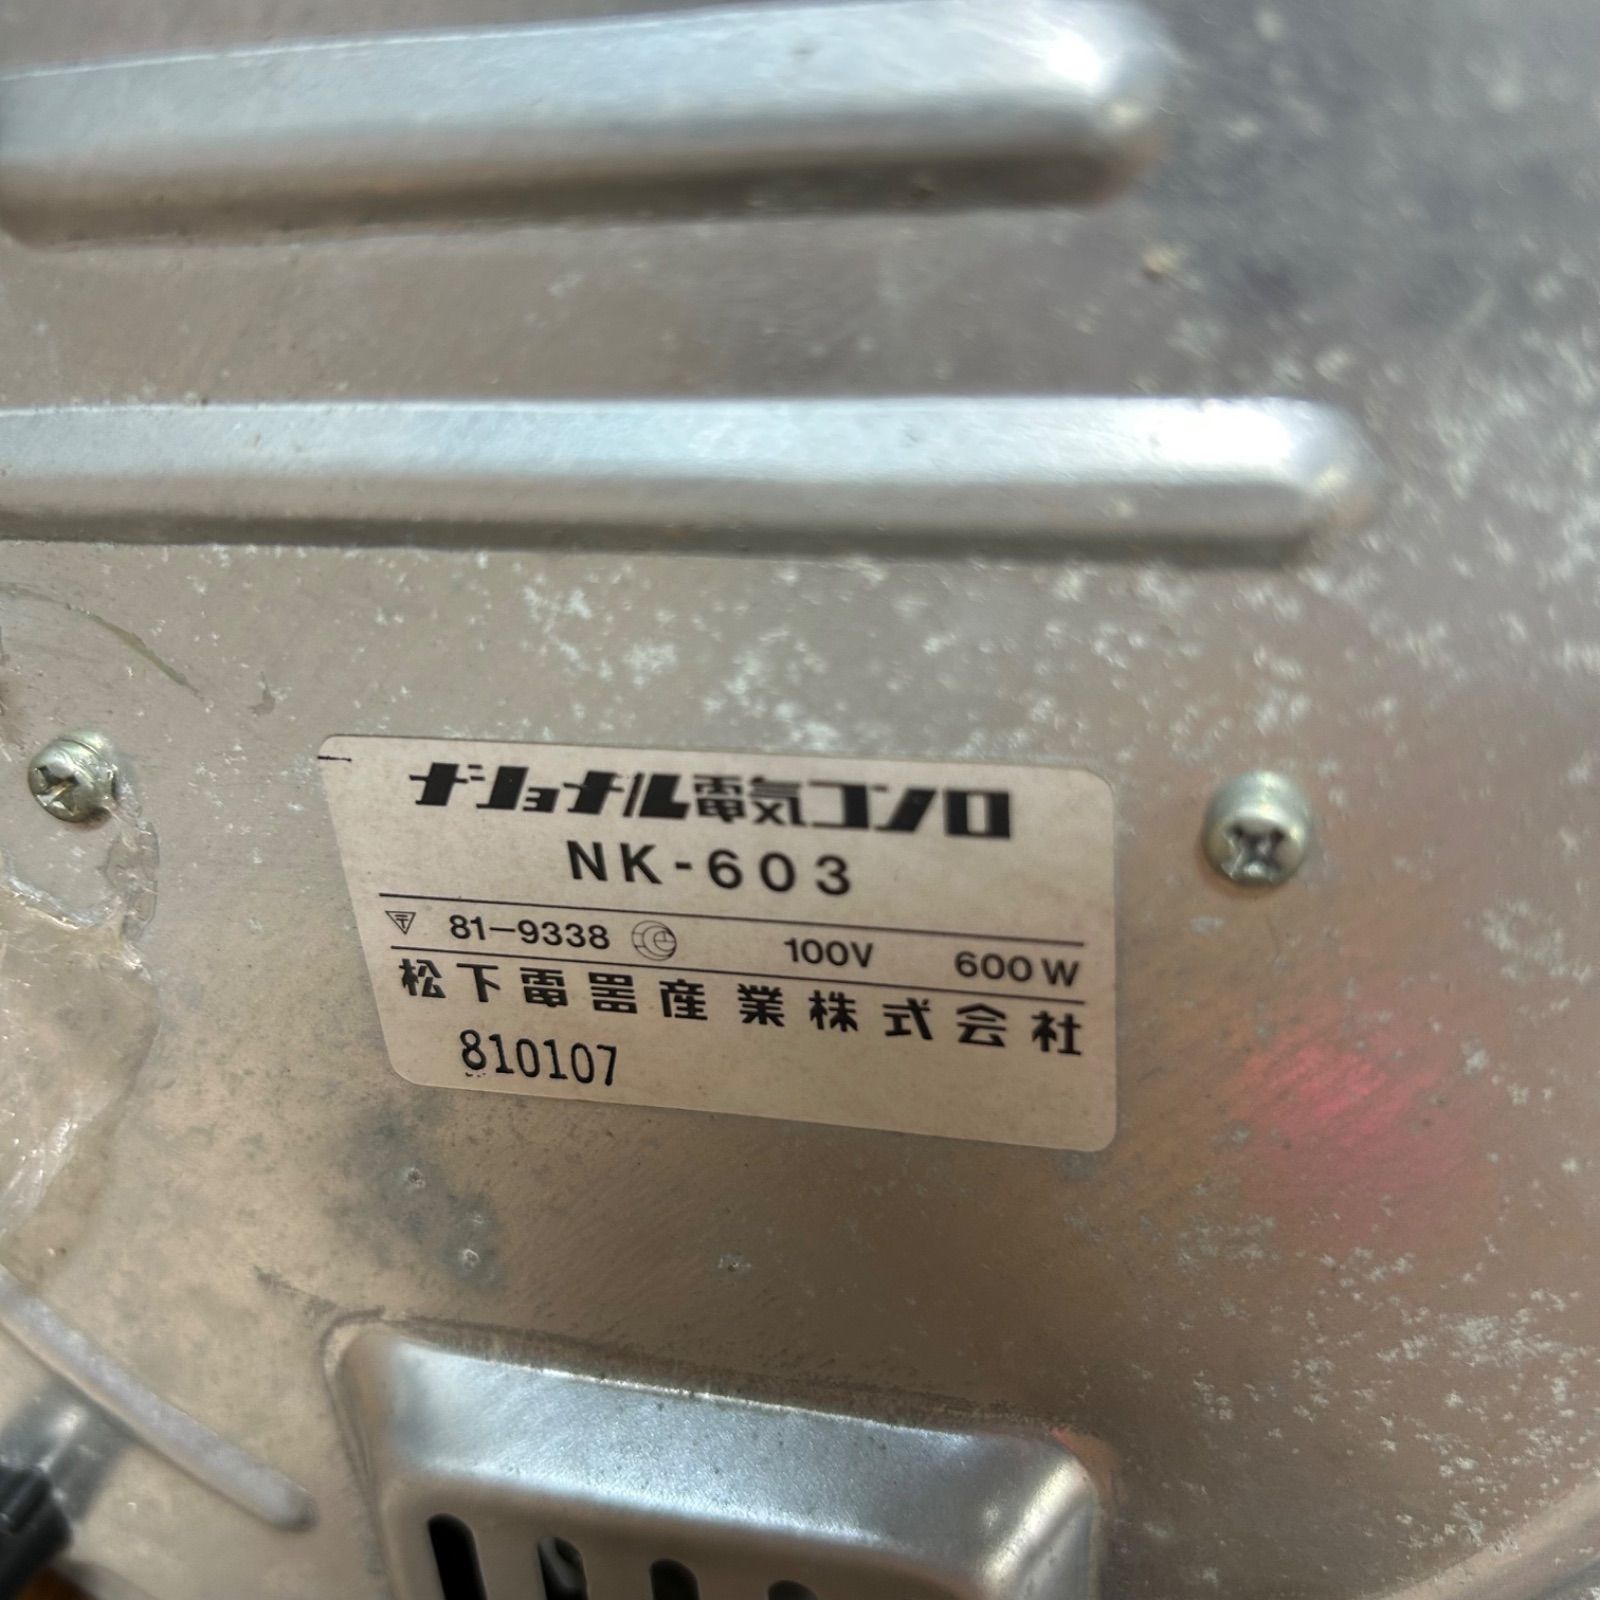 ナショナル電気コンロ
NK-603
〒 81-9338 100V 600W
松下電器産業株式会社
810107